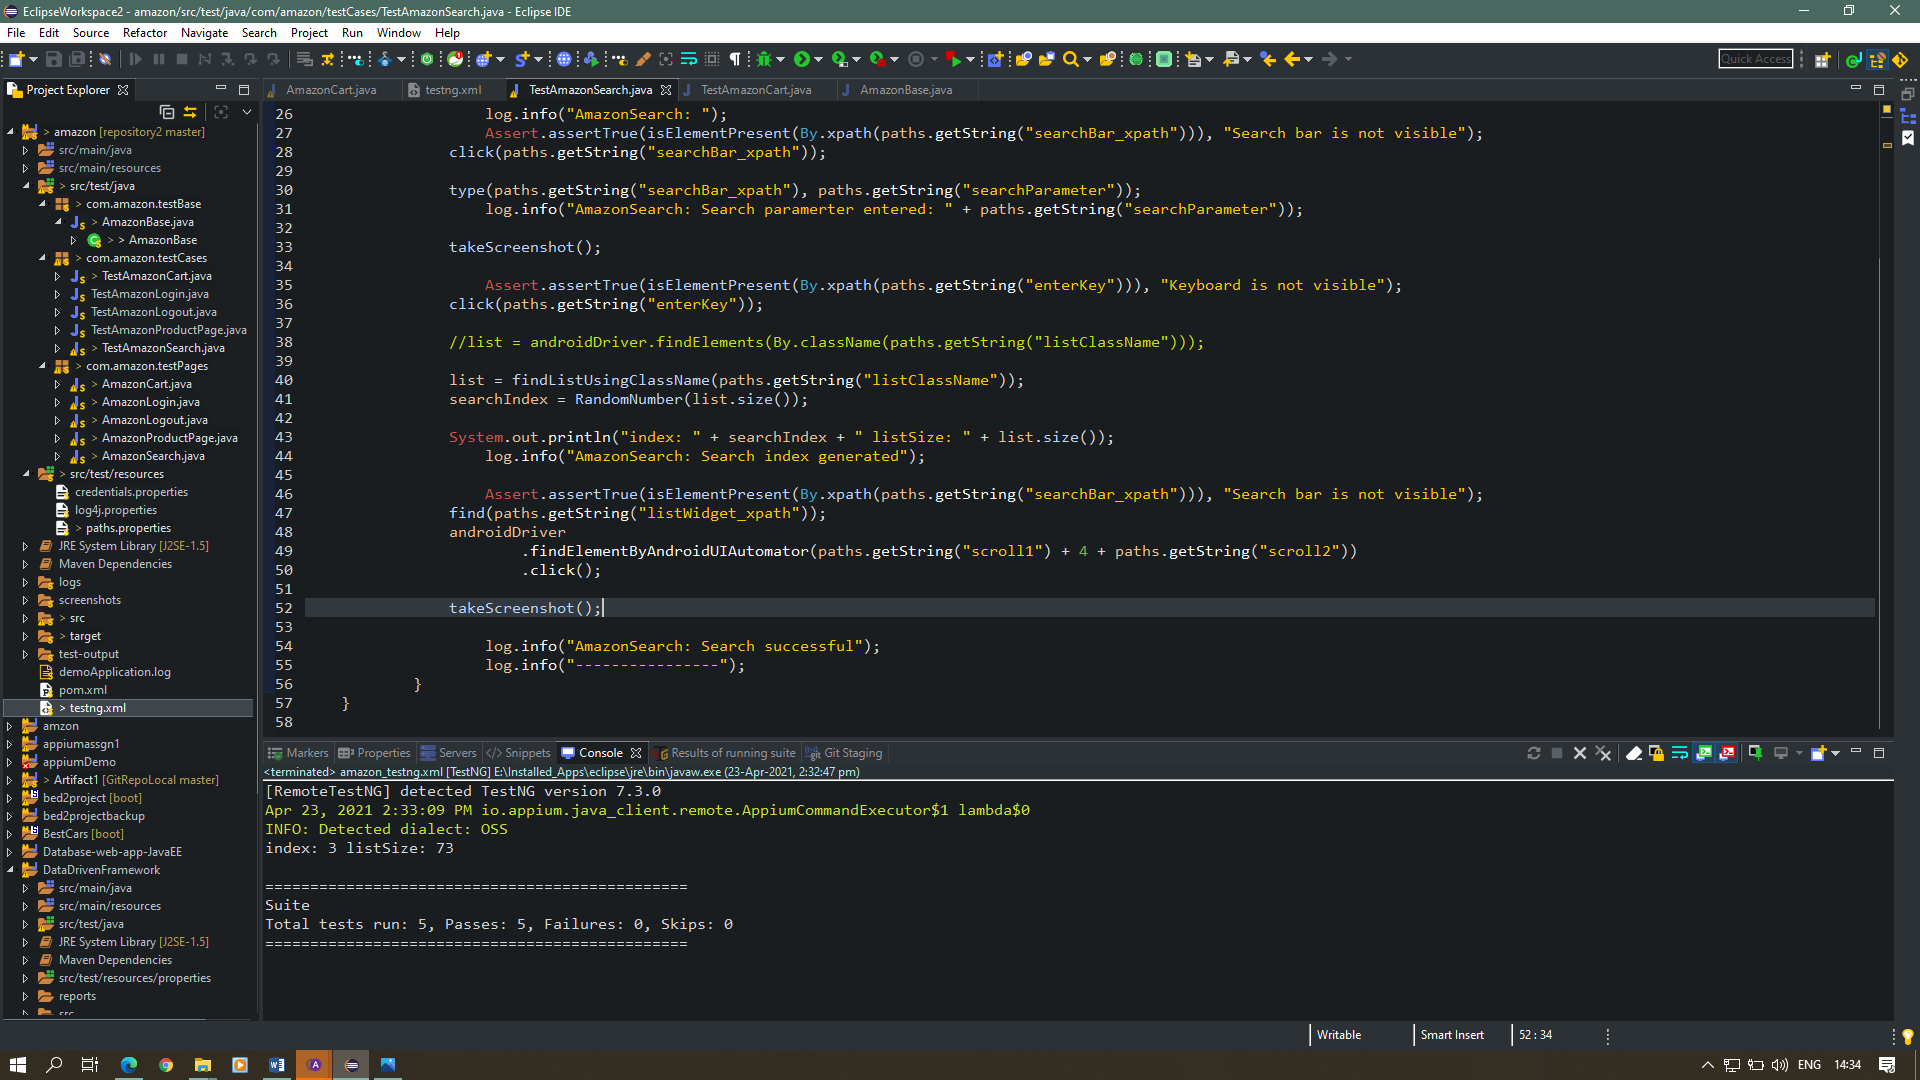 EclipseWorkspace2 - amazon/src/test/java/com/amazon/testCases/TestAmazonSearch.java - Eclipse IDE
File Edit Source Refactor Navigate Search Project Run Window Help
Quick Access
Project Explorer
> amazon [repository2 master]
src/main/java
src/main/resources
> src/test/java
> com.amazon.testBase
> AmazonBase.java
> > AmazonBase
> com.amazon.testCases
> TestAmazonCart.java
> TestAmazonLogin.java
> TestAmazonLogout.java
> TestAmazonProductPage.java
> TestAmazonSearch.java
> com.amazon.testPages
> AmazonCart.java
> AmazonLogin.java
> AmazonLogout.java
> AmazonProductPage.java
> AmazonSearch.java
> src/test/resources
credentials.properties
log4j.properties
> paths.properties
JRE System Library [J2SE-1.5]
Maven Dependencies
logs
screenshots
> src
> target
test-output
demoApplication.log
pom.xml
> testng.xml
amzon
appiumassgn1
appiumDemo
> Artifact1 [GitRepoLocal master]
bed2project [boot]
bed2projectbackup
BestCars [boot]
Database-web-app-JavaEE
DataDrivenFramework
src/main/java
src/main/resources
src/test/java
JRE System Library [J2SE-1.5]
Maven Dependencies
src/test/resources/properties
reports
src
AmazonCart.java testng.xml TestAmazonSearch.java TestAmazonCart.java AmazonBase.java
26 log.info("AmazonSearch: ");
27 Assert.assertTrue(isElementPresent(By.xpath(paths.getString("searchBar_xpath"))), "Search bar is not visible");
28 click(paths.getString("searchBar_xpath"));
29
30 type(paths.getString("searchBar_xpath"), paths.getString("searchParameter"));
31 log.info("AmazonSearch: Search paramerter entered: " + paths.getString("searchParameter"));
32
33 takeScreenshot();
34
35 Assert.assertTrue(isElementPresent(By.xpath(paths.getString("enterKey"))), "Keyboard is not visible");
36 click(paths.getString("enterKey"));
37
38 //list = androidDriver.findElements(By.className(paths.getString("listClassName")));
39
40 list = findListUsingClassName(paths.getString("listClassName"));
41 searchIndex = RandomNumber(list.size());
42
43 System.out.println("index: " + searchIndex + " listSize: " + list.size());
44 log.info("AmazonSearch: Search index generated");
45
46 Assert.assertTrue(isElementPresent(By.xpath(paths.getString("searchBar_xpath"))), "Search bar is not visible");
47 find(paths.getString("listWidget_xpath"));
48 androidDriver
49 .findElementByAndroidUIAutomator(paths.getString("scroll1") + 4 + paths.getString("scroll2"))
50 .click();
51
52 takeScreenshot();
53
54 log.info("AmazonSearch: Search successful");
55 log.info("----------------");
56 }
57 }
58
Markers Properties Servers Snippets Console Results of running suite Git Staging
<terminated> amazon_testng.xml [TestNG] E:\Installed_Apps\eclipse\jre\bin\javaw.exe (23-Apr-2021, 2:32:47 pm)
[RemoteTestNG] detected TestNG version 7.3.0
Apr 23, 2021 2:33:09 PM io.appium.java_client.remote.AppiumCommandExecutor$1 lambda$0
INFO: Detected dialect: OSS
index: 3 listSize: 73
===============================================
Suite
Total tests run: 5, Passes: 5, Failures: 0, Skips: 0
===============================================
Writable Smart Insert 52 : 34
ENG 14:34